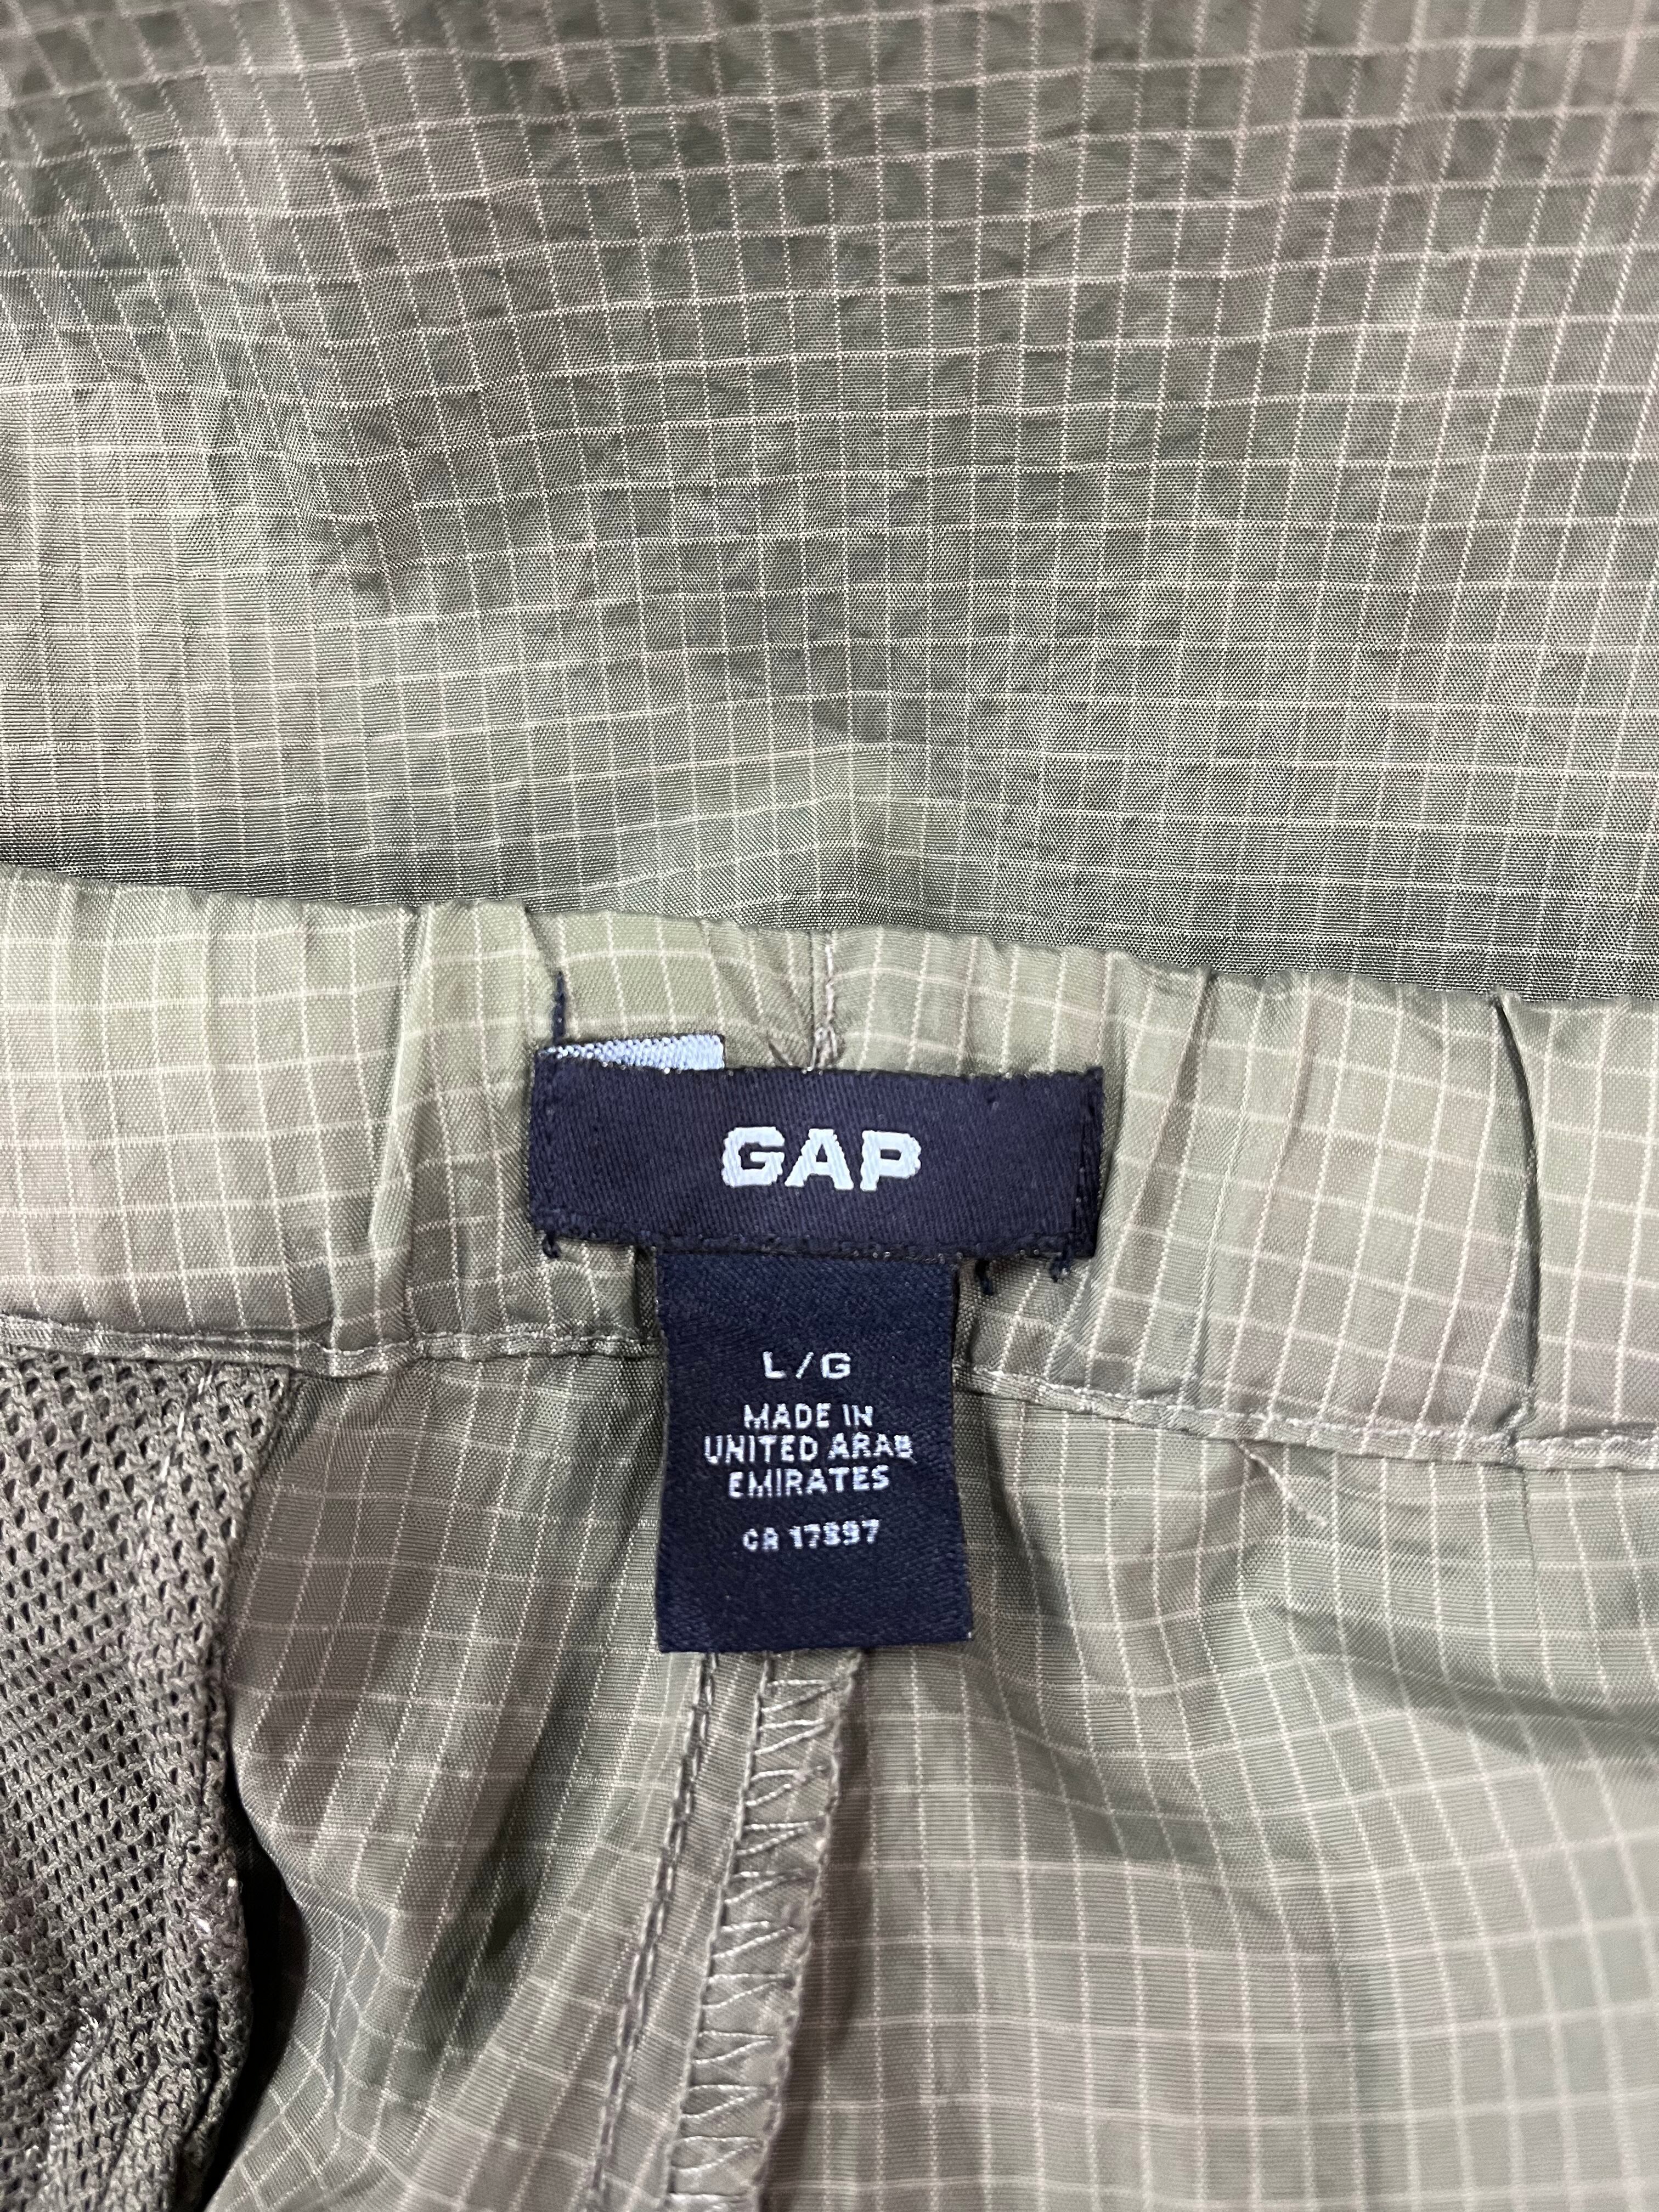 GAP
L/G
MADE IN
UNITED ARAB
EMIRATES
CA 17897